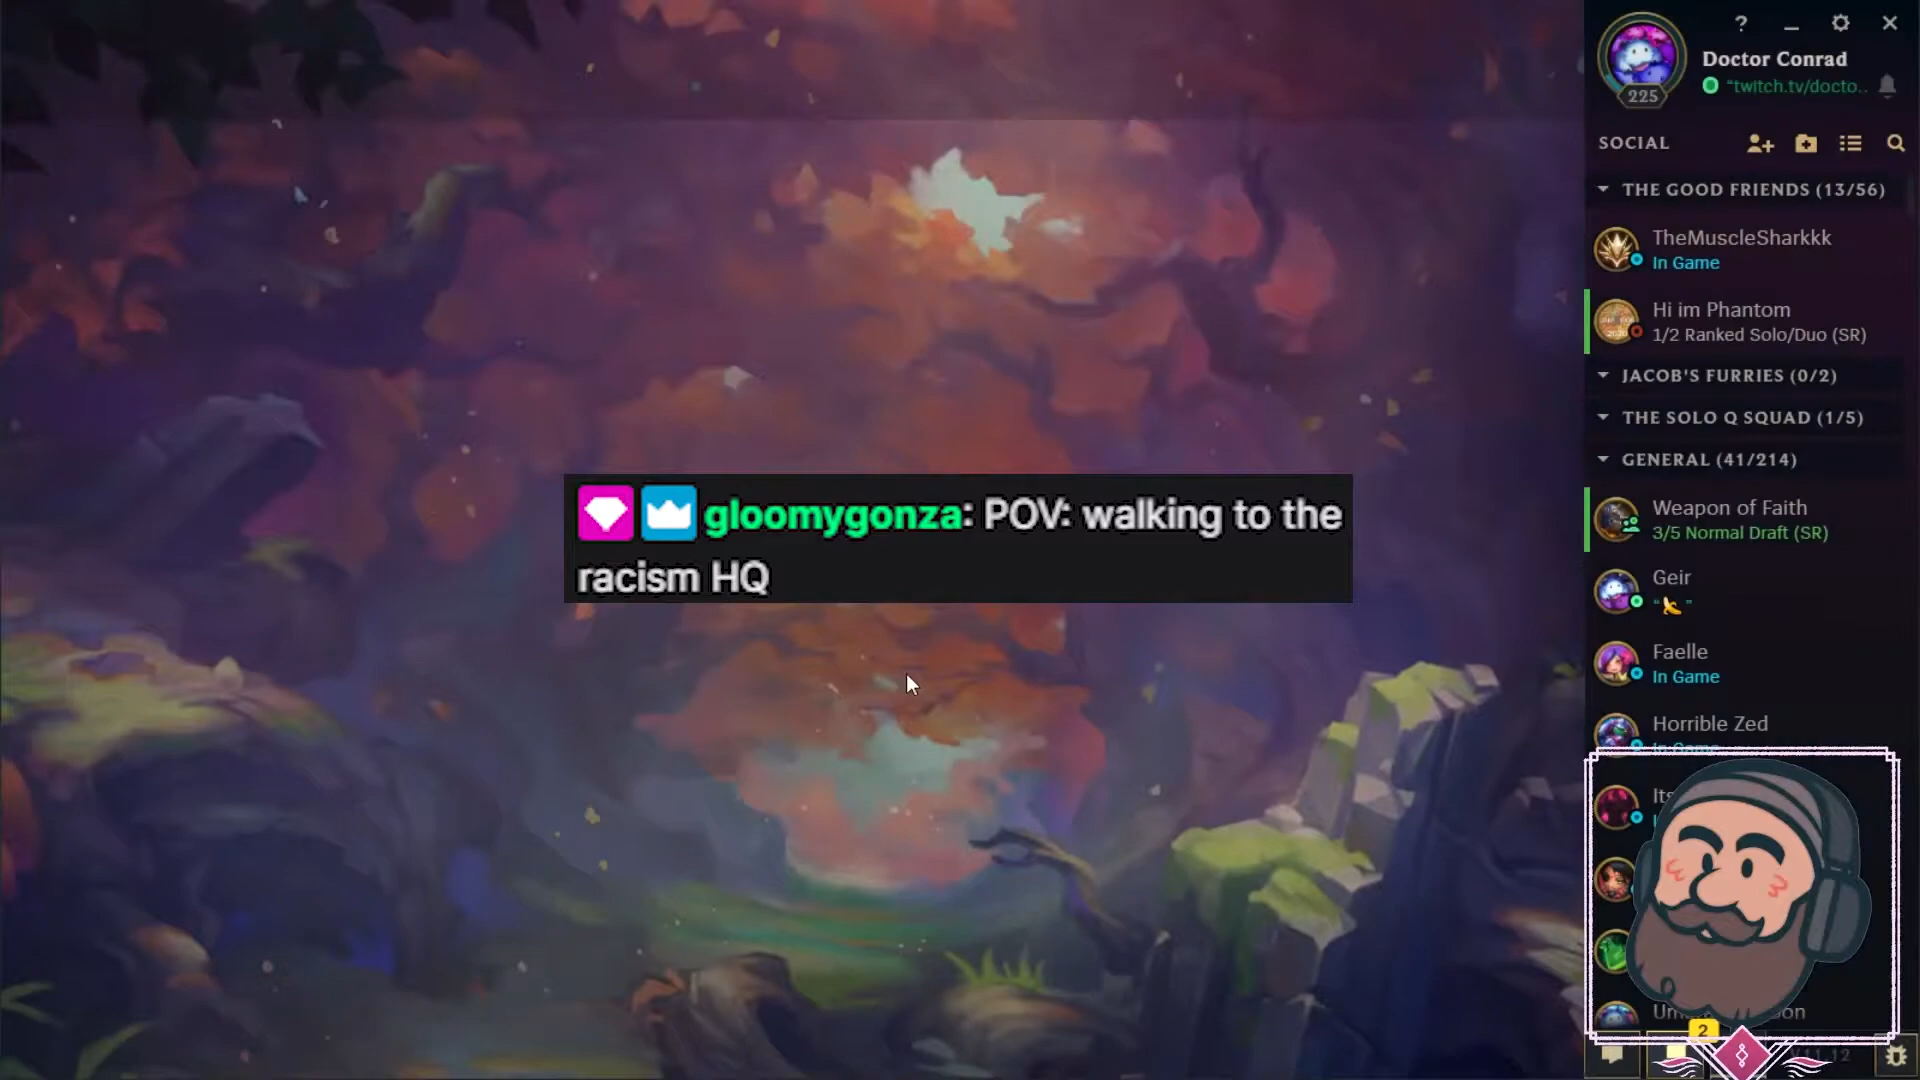 ?
Doctor Conrad
225
"twitch.tv/docto..
SOCIAL
THE GOOD FRIENDS (13/56)
TheMuscleSharkkk
In Game
Hi im Phantom
1/2 Ranked Solo/Duo (SR)
JACOB'S FURRIES (0/2)
THE SOLO Q SQUAD (1/5)
GENERAL (41/214)
gloomygonza: POV: walking to the
racism HQ
Weapon of Faith
3/5 Normal Draft (SR)
Geir
"🍌"
Faelle
In Game
Horrible Zed
In Game
2